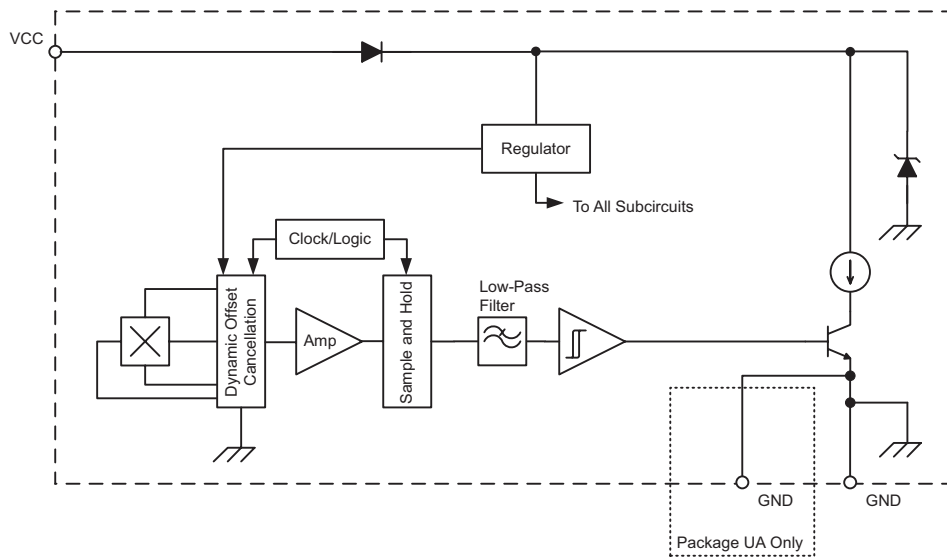 VCC
Regulator
To All Subcircuits
Clock/Logic
Dynamic Offset
Cancellation
Amp
Sample and Hold
Low-Pass
Filter
GND
GND
Package UA Only